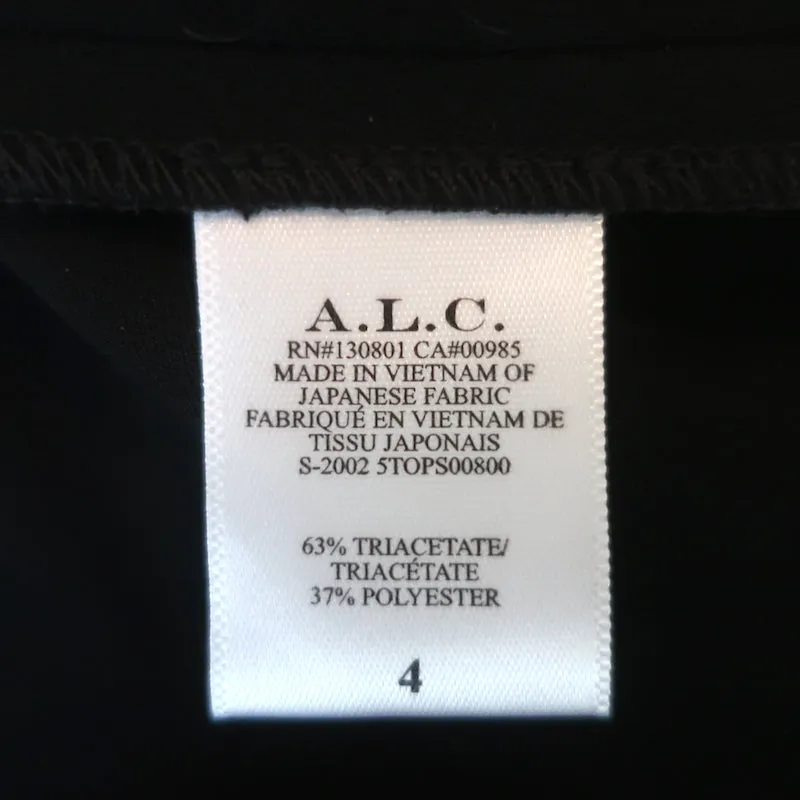 A.L.C.
RN#130801 CA#00985
MADE IN VIETNAM OF
JAPANESE FABRIC
FABRIQUÉ EN VIETNAM DE
TISSU JAPONAIS
S-2002 5TOPS00800
63% TRIACETATE/
TRIACÉTATE
37% POLYESTER
4